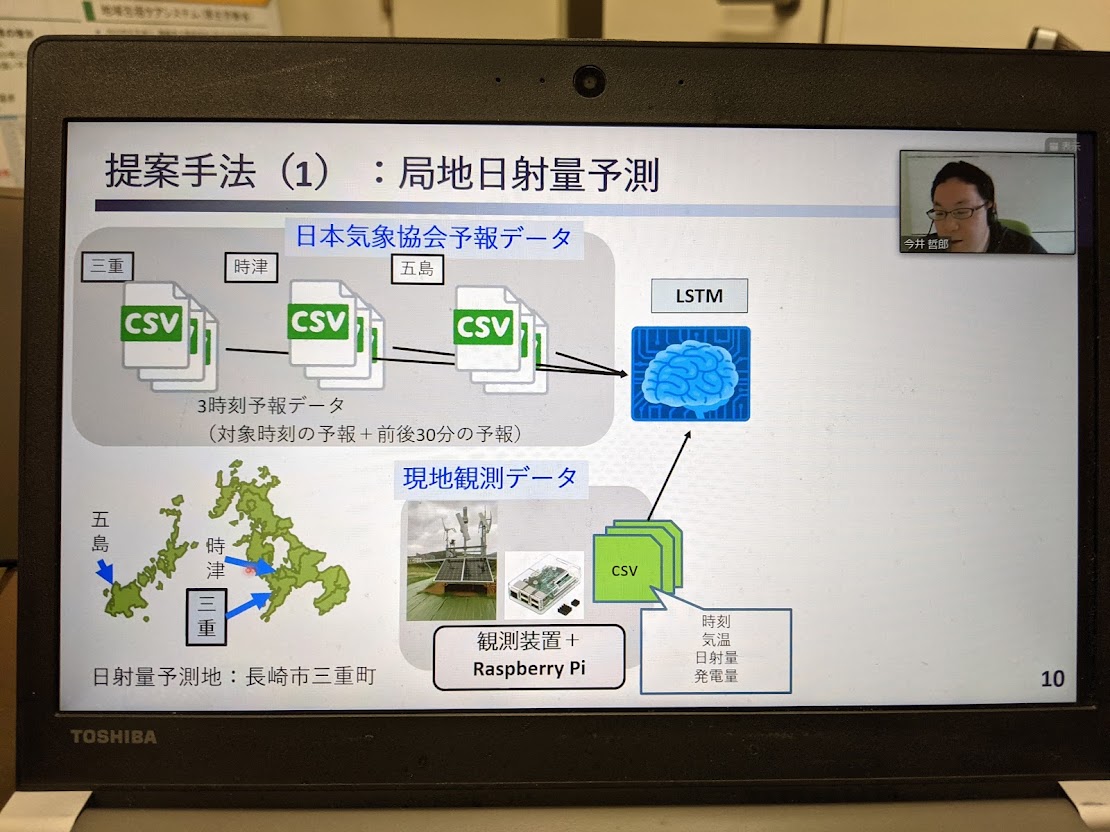 提案手法（1）：局地日射量予測
表示
今井 哲郎
日本気象協会予報データ
三重
時津
五島
CSV
CSV
CSV
LSTM
3時刻予報データ
（対象時刻の予報＋前後30分の予報）
現地観測データ
五島
時津
三重
CSV
観測装置＋
Raspberry Pi
時刻
気温
日射量
発電量
日射量予測地：長崎市三重町
10
TOSHIBA